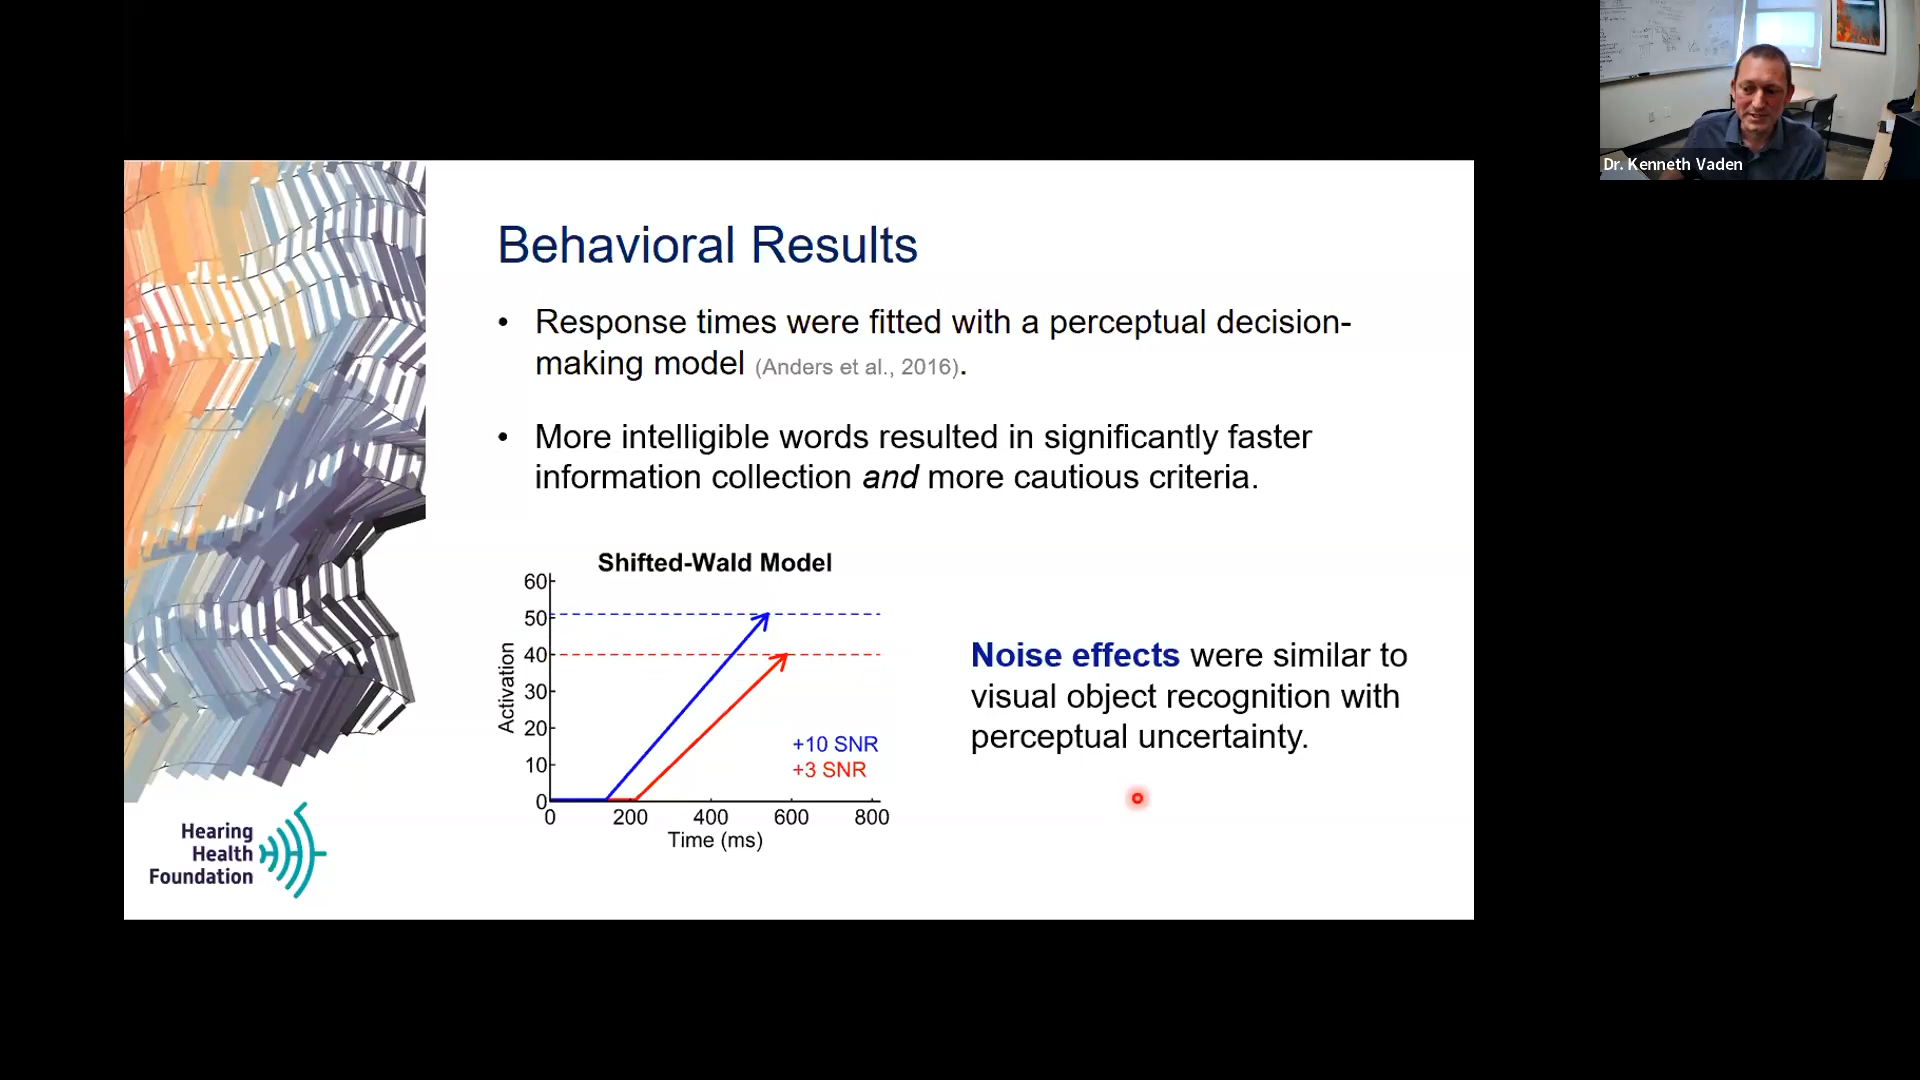 Dr. Kenneth Vaden
Behavioral Results
• Response times were fitted with a perceptual decision-
making model (Anders et al., 2016).
• More intelligible words resulted in significantly faster
information collection and more cautious criteria.
Shifted-Wald Model
60
50
40
30
20
10
0
Activation
+10 SNR
+3 SNR
0 200 400 600 800
Time (ms)
Noise effects were similar to
visual object recognition with
perceptual uncertainty.
Hearing
Health
Foundation